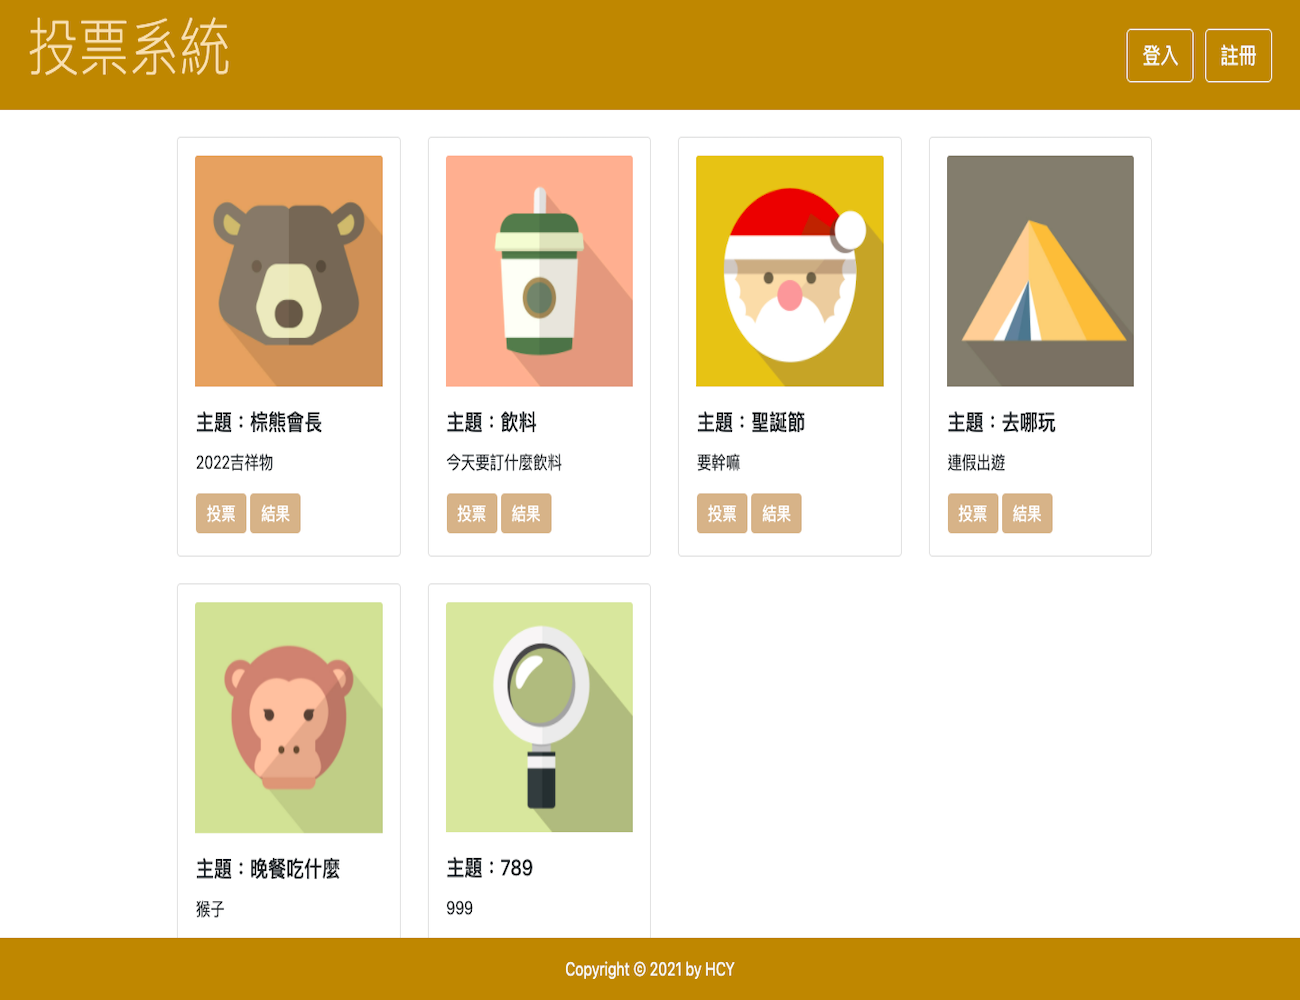 投票系統
登入 註冊
主題：棕熊會長
2022吉祥物
投票 結果
主題：飲料
今天要訂什麼飲料
投票 結果
主題：聖誕節
要幹嘛
投票 結果
主題：去哪玩
連假出遊
投票 結果
主題：晚餐吃什麼
猴子
主題：789
999
Copyright © 2021 by HCY